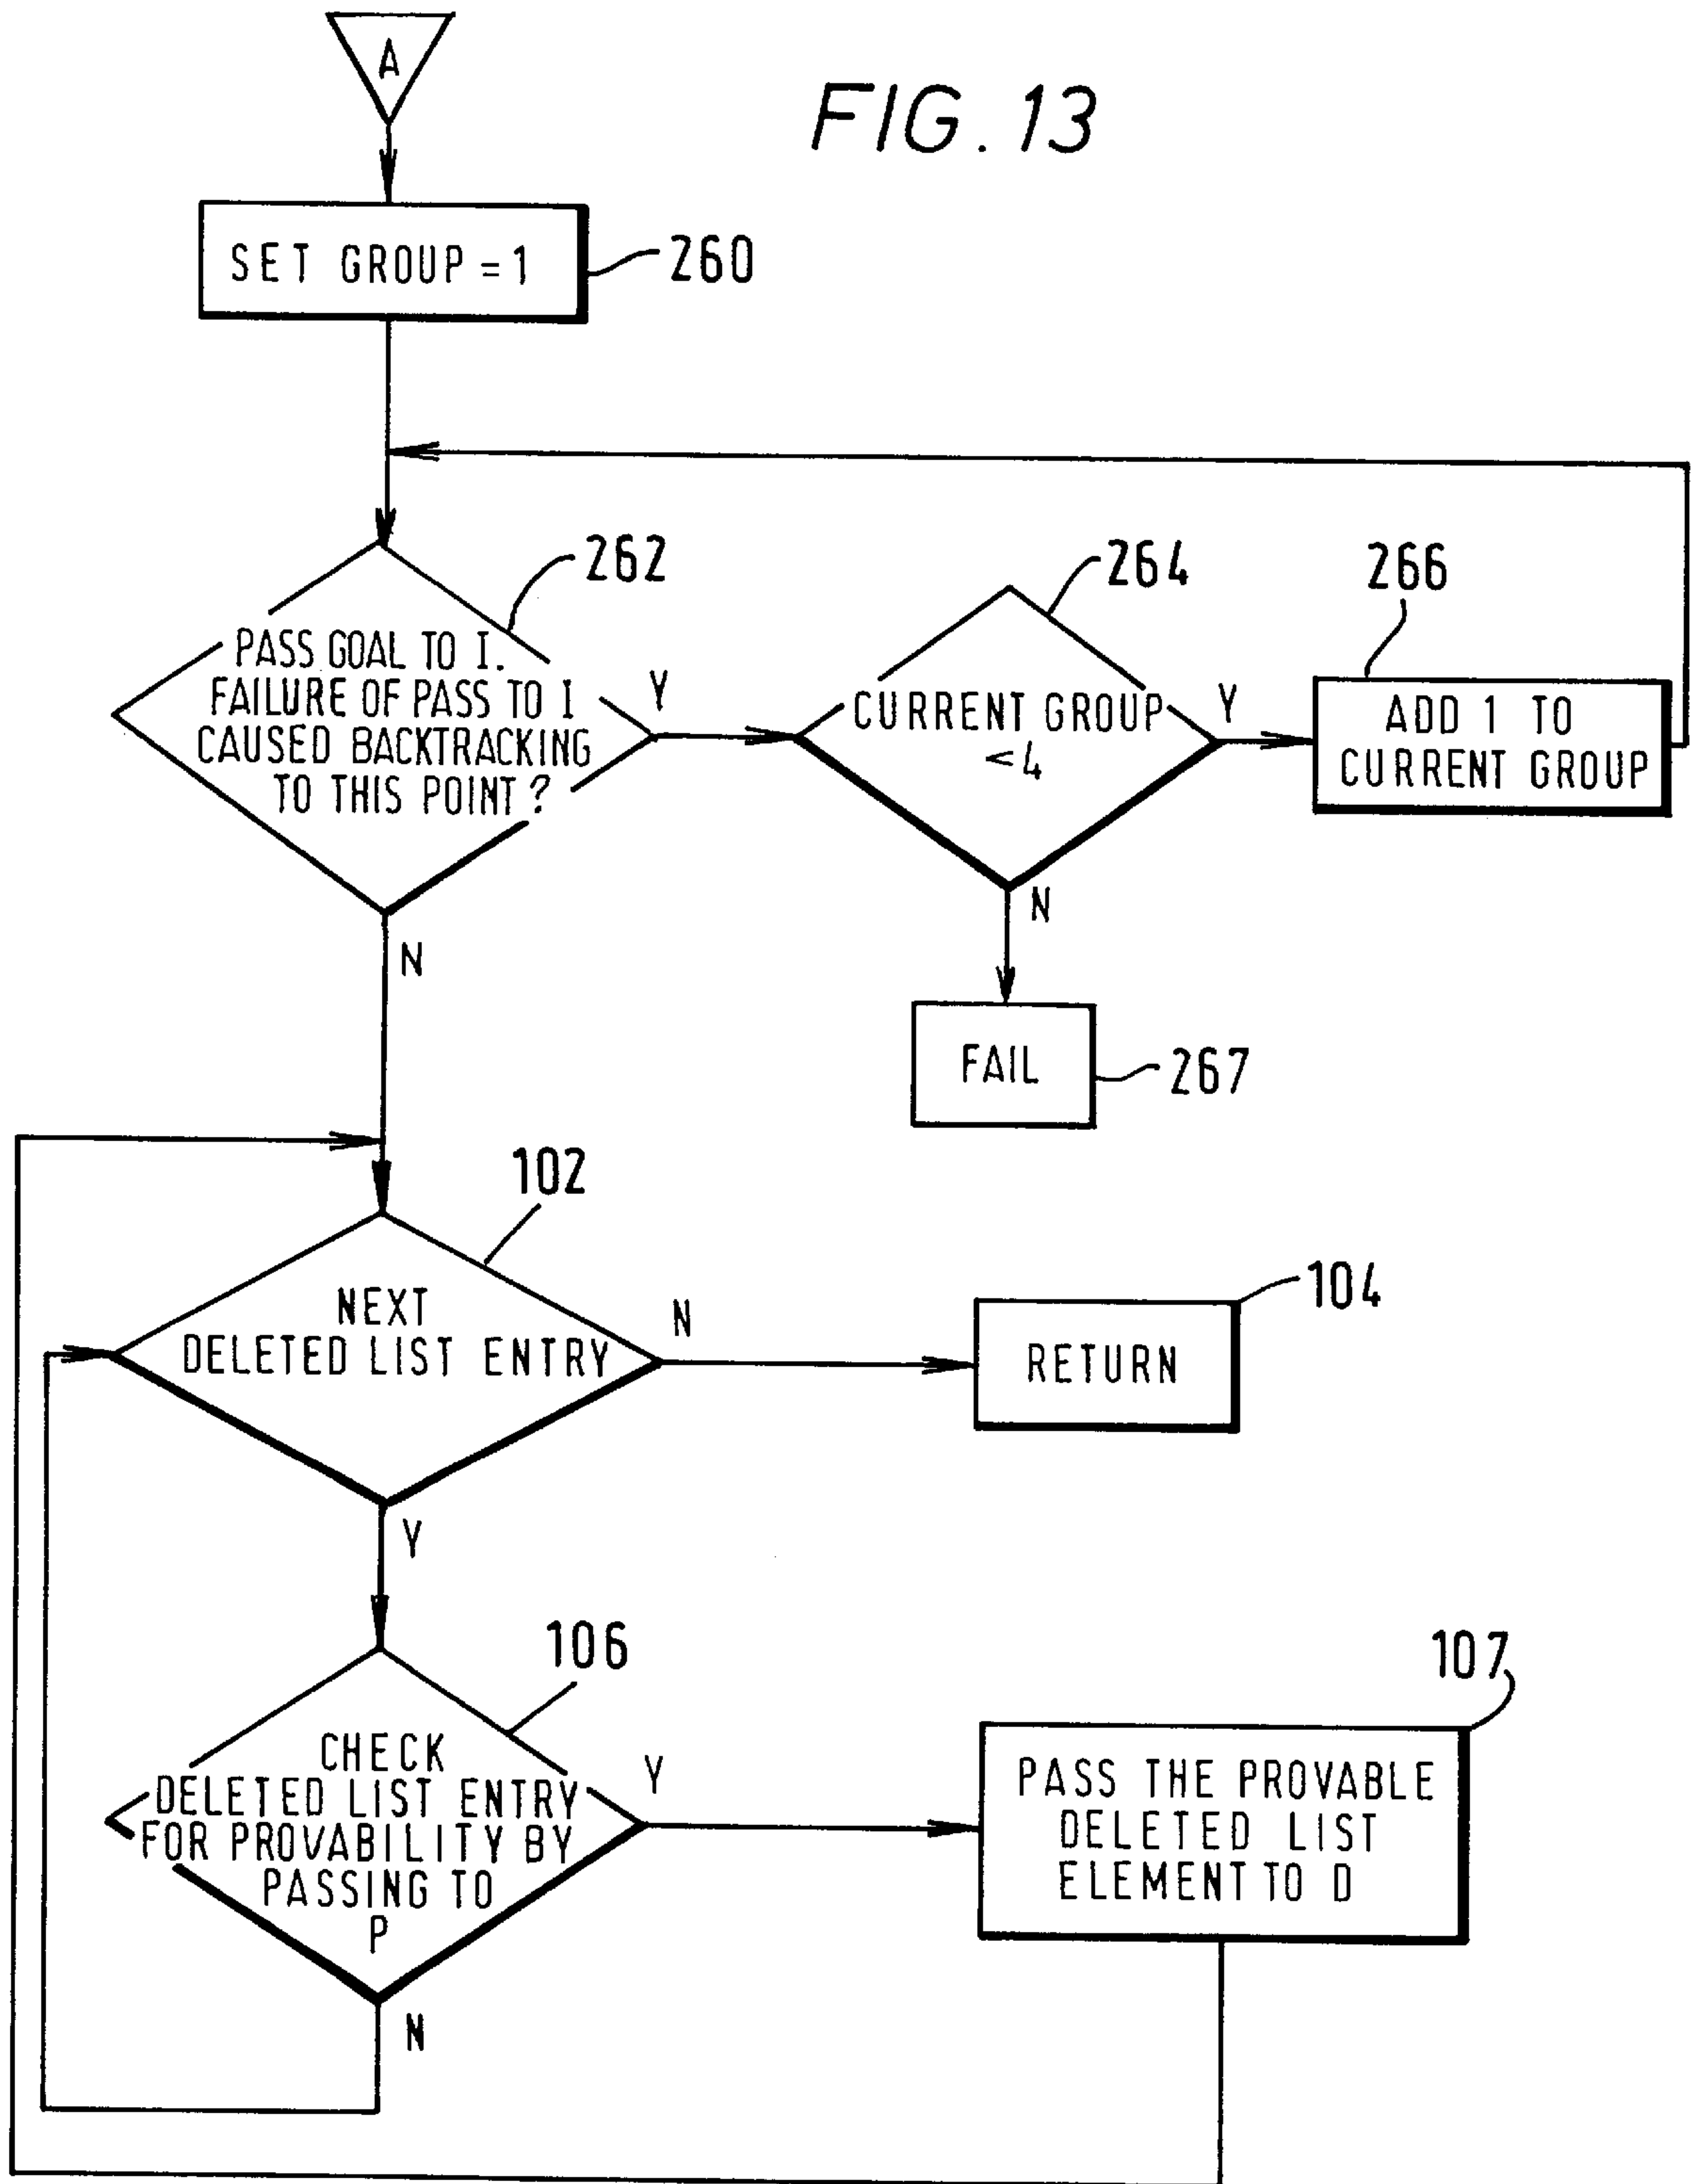 A
FIG. 13
SET GROUP = 1
260
262
PASS GOAL TO I.
FAILURE OF PASS TO I
CAUSED BACKTRACKING
TO THIS POINT?
Y
N
264
CURRENT GROUP
<4
Y
N
266
ADD 1 TO
CURRENT GROUP
FAIL
267
102
NEXT
DELETED LIST ENTRY
N
Y
104
RETURN
106
CHECK
DELETED LIST ENTRY
FOR PROVABILITY BY
PASSING TO
P
Y
N
107
PASS THE PROVABLE
DELETED LIST
ELEMENT TO D